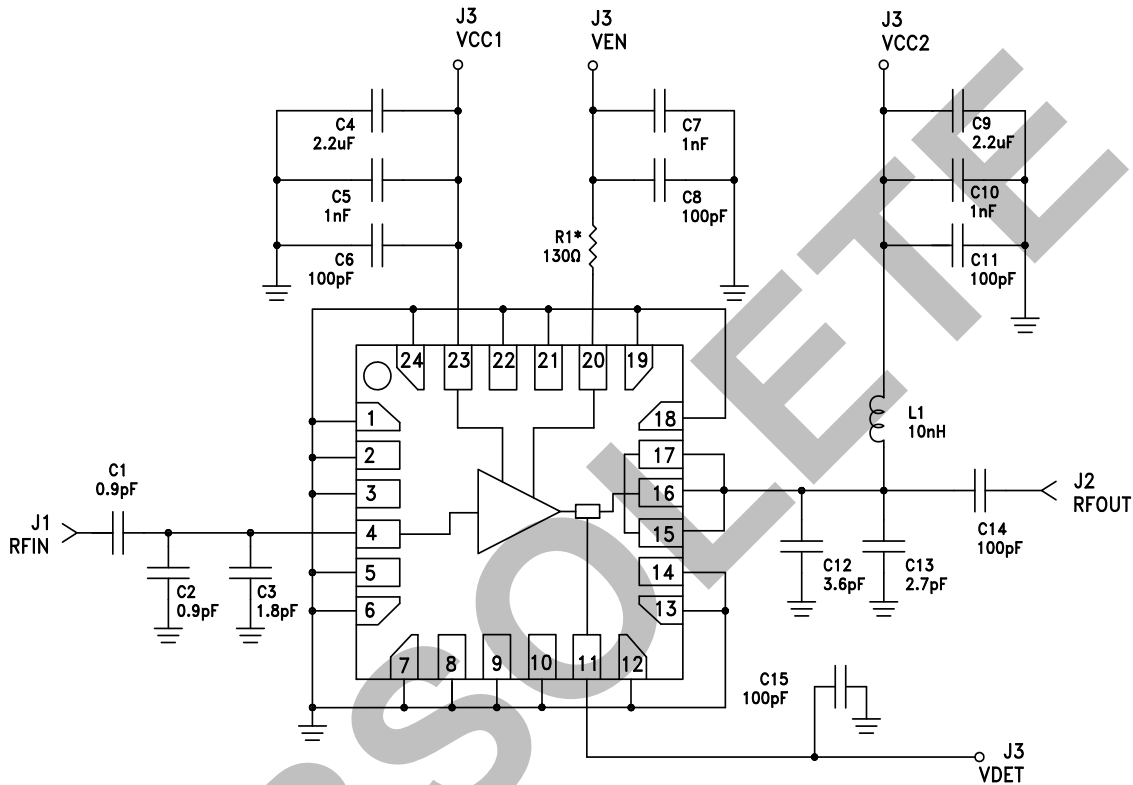 J3
VCC1
J3
VEN
J3
VCC2
C4
2.2uF
C5
1nF
C6
100pF
C7
1nF
C8
100pF
R1*
130Ω
C9
2.2uF
C10
1nF
C11
100pF
24
23
22
21
20
19
1
2
3
4
5
6
18
17
16
15
14
13
7
8
9
10
11
12
L1
10nH
C1
0.9pF
J1
RFIN
C2
0.9pF
C3
1.8pF
J2
RFOUT
C14
100pF
C12
3.6pF
C13
2.7pF
C15
100pF
J3
VDET
OBSOLETE